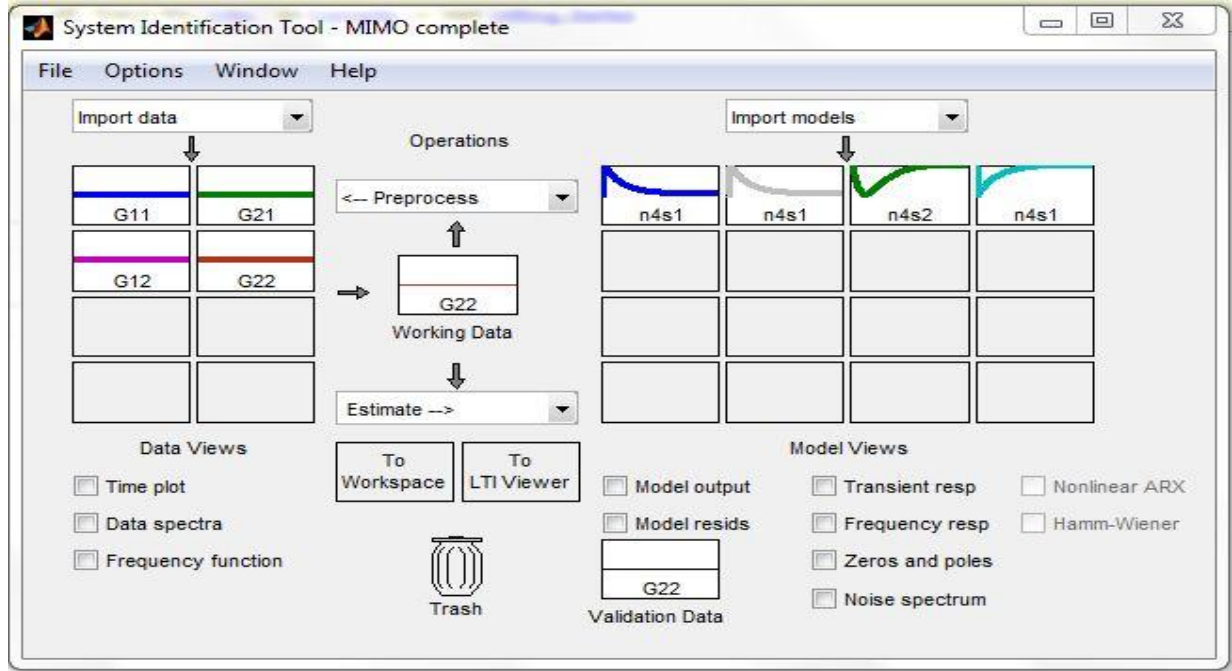 System Identification Tool - MIMO complete
File Options Window Help
Import data
Operations
Import models
<-- Preprocess
G11 G21
G12 G22
G22
Working Data
Estimate -->
To Workspace
To LTI Viewer
n4s1 n4s1 n4s2 n4s1
Data Views
Time plot
Data spectra
Frequency function
Trash
Model Views
Model output Transient resp Nonlinear ARX
Model resids Frequency resp Hamm-Wiener
Zeros and poles
G22
Noise spectrum
Validation Data